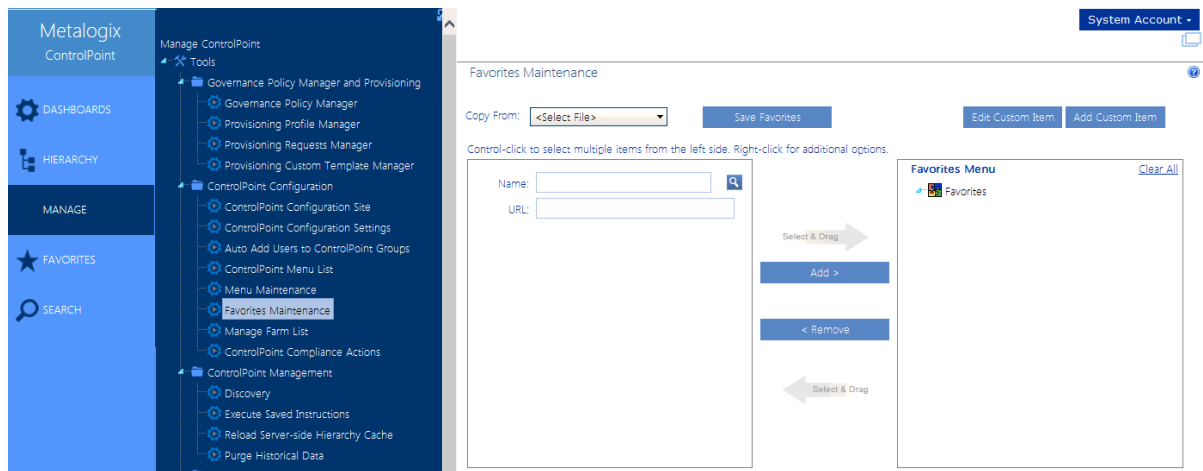 Metalogix
ControlPoint
DASHBOARDS
HIERARCHY
MANAGE
FAVORITES
SEARCH
Manage ControlPoint
Tools
Governance Policy Manager and Provisioning
Governance Policy Manager
Provisioning Profile Manager
Provisioning Requests Manager
Provisioning Custom Template Manager
ControlPoint Configuration
ControlPoint Configuration Site
ControlPoint Configuration Settings
Auto Add Users to ControlPoint Groups
ControlPoint Menu List
Menu Maintenance
Favorites Maintenance
Manage Farm List
ControlPoint Compliance Actions
ControlPoint Management
Discovery
Execute Saved Instructions
Reload Server-side Hierarchy Cache
Purge Historical Data
System Account
Favorites Maintenance
Copy From: <Select File> Save Favorites Edit Custom Item Add Custom Item
Control-click to select multiple items from the left side. Right-click for additional options.
Name:
URL:
Select & Drag
Add >
< Remove
Select & Drag
Favorites Menu Clear All
Favorites